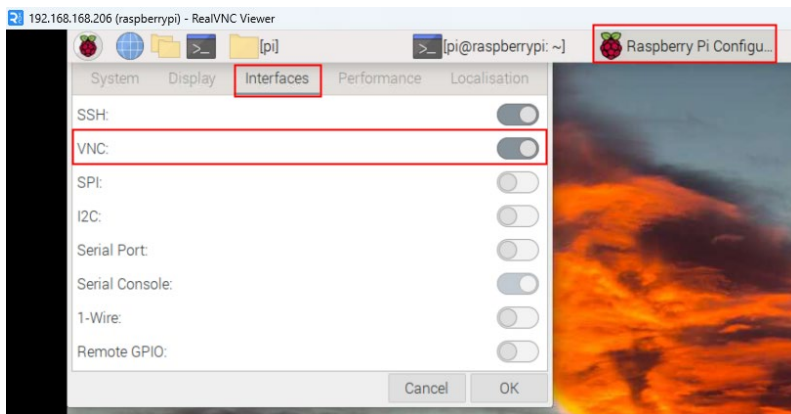 192.168.168.206 (raspberrypi) - RealVNC Viewer
[pi] [pi@raspberrypi: ~] Raspberry Pi Configu...
System Display Interfaces Performance Localisation
SSH:
VNC:
SPI:
I2C:
Serial Port:
Serial Console:
1-Wire:
Remote GPIO:
Cancel OK